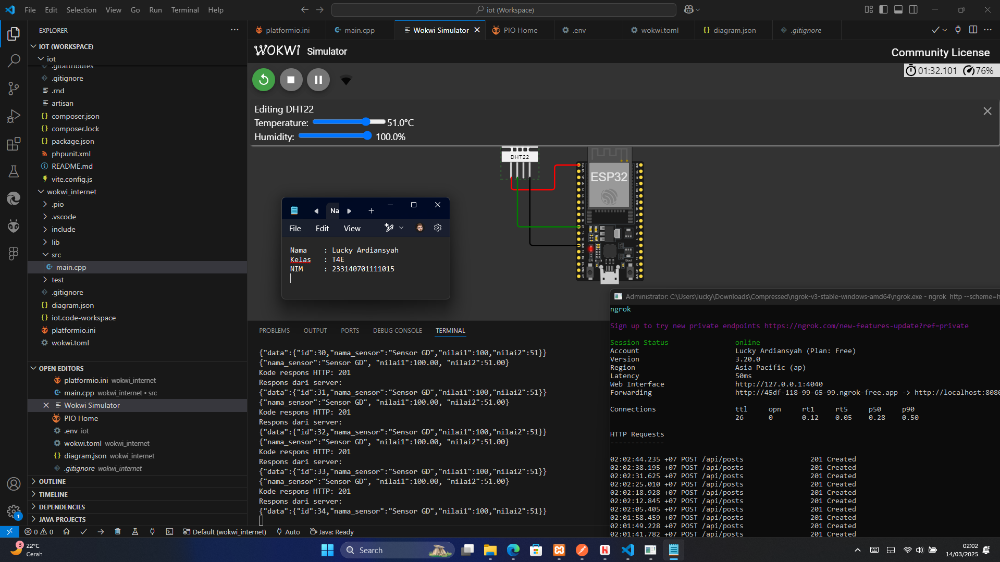 File Edit Selection View Go Run Terminal Help
iot (Workspace)
EXPLORER
IOT (WORKSPACE)
iot
.gitattributes
.gitignore
.rnd
artisan
composer.json
composer.lock
package.json
phpunit.xml
README.md
vite.config.js
wokwi_internet
.pio
.vscode
include
lib
src
main.cpp
test
.gitignore
diagram.json
iot.code-workspace
platformio.ini
wokwi.toml
OPEN EDITORS
platformio.ini wokwi_internet
main.cpp wokwi_internet • src
Wokwi Simulator
PIO Home
.env iot
wokwi.toml wokwi_internet
diagram.json wokwi_internet
.gitignore wokwi_internet
OUTLINE
TIMELINE
DEPENDENCIES
JAVA PROJECTS
1
platformio.ini main.cpp Wokwi Simulator PIO Home .env wokwi.toml diagram.json .gitignore
WOKWi Simulator
Community License
01:32.101 76%
Editing DHT22
Temperature: 51.0°C
Humidity: 100.0%
DHT22
ESP32
EN Boot
Na
File Edit View
Nama : Lucky Ardiansyah
Kelas : T4E
NIM : 233140701111015
PROBLEMS OUTPUT PORTS DEBUG CONSOLE TERMINAL
{"data":{"id":30,"nama_sensor":"Sensor GD","nilai1":100,"nilai2":51}}
{"nama_sensor":"Sensor GD", "nilai1":100.00, "nilai2":51.00}
Kode respons HTTP: 201
Respons dari server:
{"data":{"id":31,"nama_sensor":"Sensor GD","nilai1":100,"nilai2":51}}
{"nama_sensor":"Sensor GD", "nilai1":100.00, "nilai2":51.00}
Kode respons HTTP: 201
Respons dari server:
{"data":{"id":32,"nama_sensor":"Sensor GD","nilai1":100,"nilai2":51}}
{"nama_sensor":"Sensor GD", "nilai1":100.00, "nilai2":51.00}
Kode respons HTTP: 201
Respons dari server:
{"data":{"id":33,"nama_sensor":"Sensor GD","nilai1":100,"nilai2":51}}
{"nama_sensor":"Sensor GD", "nilai1":100.00, "nilai2":51.00}
Kode respons HTTP: 201
Respons dari server:
{"data":{"id":34,"nama_sensor":"Sensor GD","nilai1":100,"nilai2":51}}
Administrator: C:\Users\lucky\Downloads\Compressed\ngrok-v3-stable-windows-amd64\ngrok.exe - ngrok http --scheme=h
ngrok
Sign up to try new private endpoints https://ngrok.com/new-features-update?ref=private
Session Status online
Account Lucky Ardiansyah (Plan: Free)
Version 3.20.0
Region Asia Pacific (ap)
Latency 50ms
Web Interface http://127.0.0.1:4040
Forwarding http://45df-118-99-65-99.ngrok-free.app -> http://localhost:8080
Connections ttl opn rt1 rt5 p50 p90
26 0 0.12 0.05 0.28 0.50
HTTP Requests
-------------
02:02:44.235 +07 POST /api/posts 201 Created
02:02:38.195 +07 POST /api/posts 201 Created
02:02:31.625 +07 POST /api/posts 201 Created
02:02:25.010 +07 POST /api/posts 201 Created
02:02:18.928 +07 POST /api/posts 201 Created
02:02:12.845 +07 POST /api/posts 201 Created
02:02:05.405 +07 POST /api/posts 201 Created
02:01:58.459 +07 POST /api/posts 201 Created
02:01:49.228 +07 POST /api/posts 201 Created
02:01:41.782 +07 POST /api/posts 201 Created
0 0 Default (wokwi_internet) Auto Java: Ready
3
22°C
Cerah
Search
02:02
14/03/2025